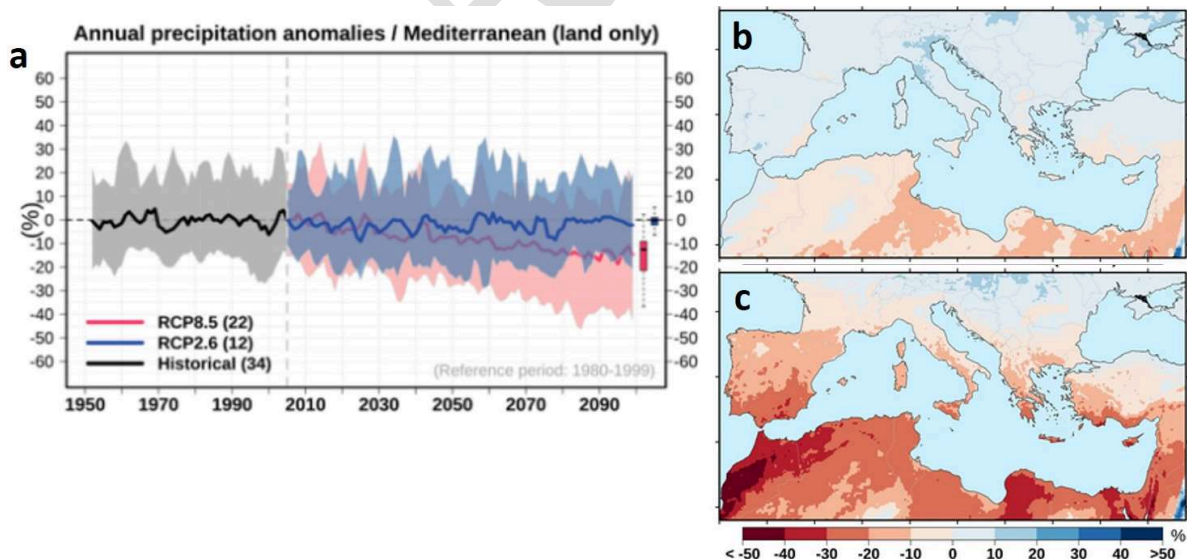 a
Annual precipitation anomalies / Mediterranean (land only)
60 60
50 50
40 40
30 30
20 20
10 10
0 0
-10 -10
-20 -20
-30 -30
-40 -40
-50 -50
-60 -60
(%)
RCP8.5 (22)
RCP2.6 (12)
Historical (34)
(Reference period: 1980-1999)
1950 1970 1990 2010 2030 2050 2070 2090
b
c
%
< -50 -40 -30 -20 -10 0 10 20 30 40 >50